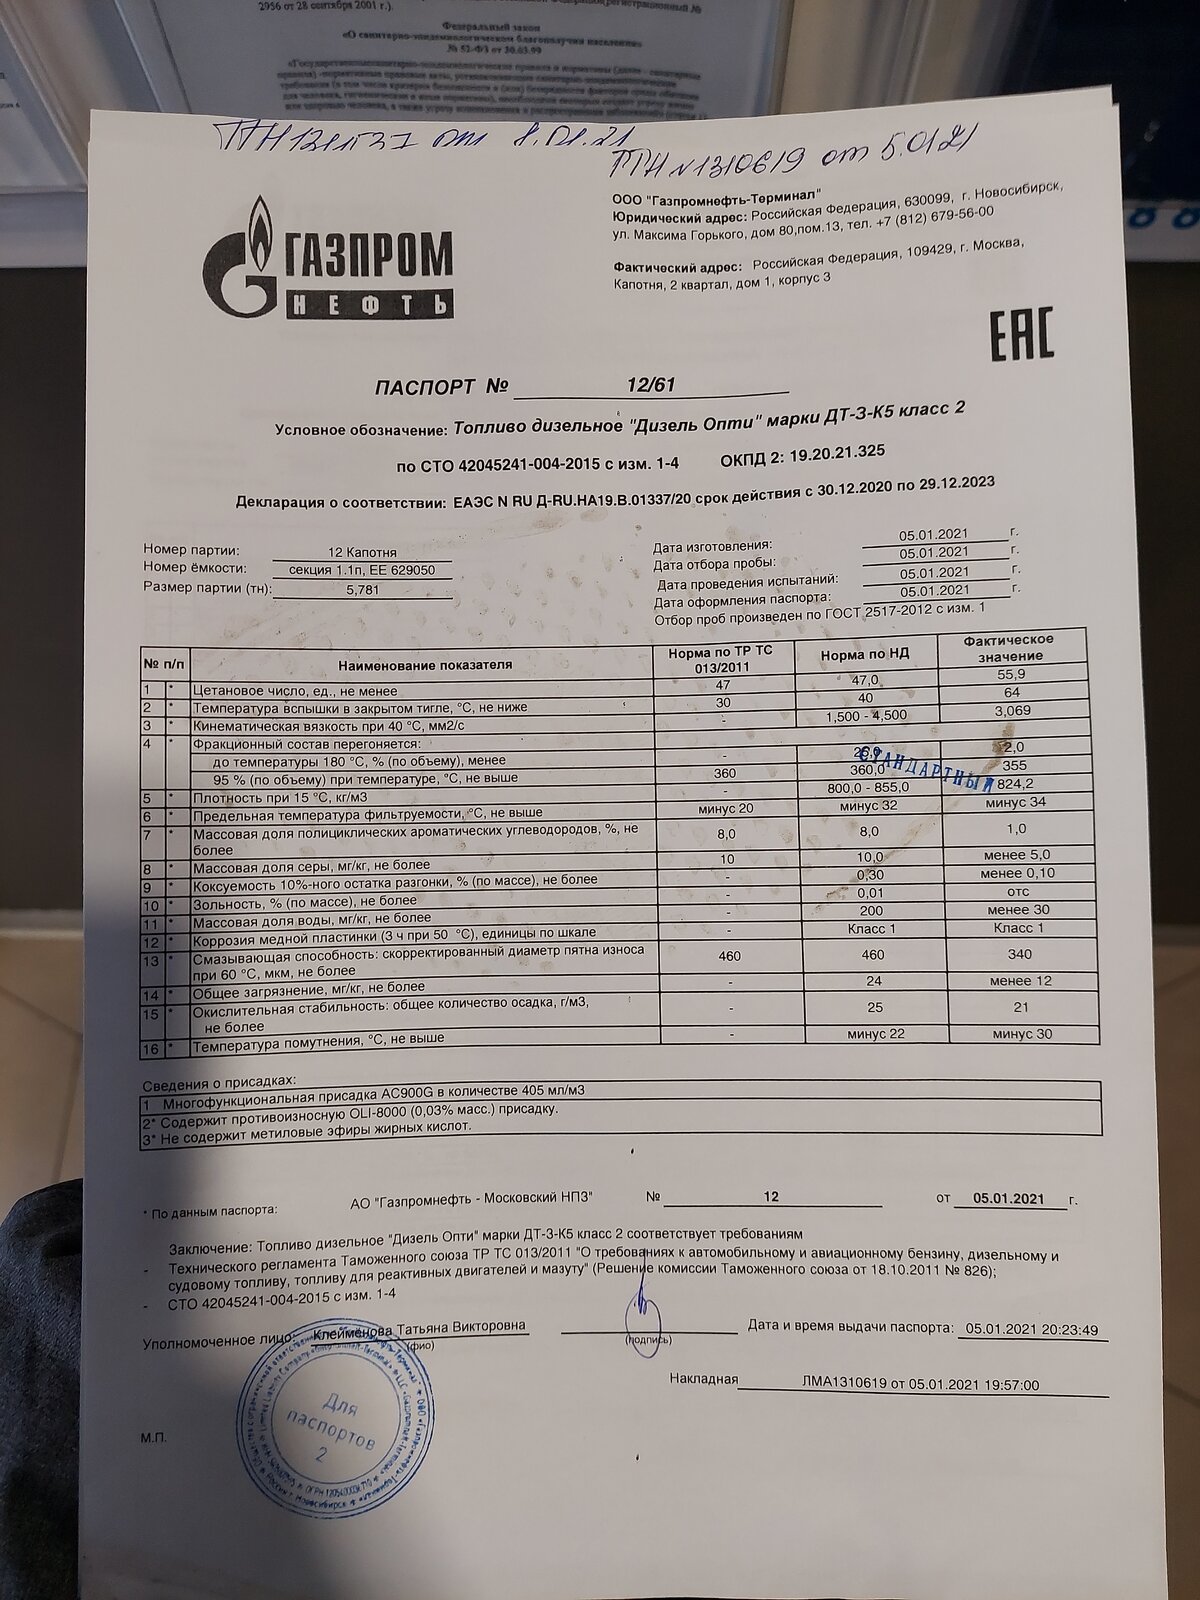 2956 от 28 сентября 2001 г.).
Федеральный закон
«О санитарно-эпидемиологическом благополучии населения»
№ 52-ФЗ от 30.03.99
от 8.01.21
ТТН №1310619 от 5.01.21
ГАЗПРОМ
НЕФТЬ
ООО "Газпромнефть-Терминал"
Юридический адрес: Российская Федерация, 630099, г. Новосибирск,
ул. Максима Горького, дом 80,пом.13, тел. +7 (812) 679-56-00
Фактический адрес: Российская Федерация, 109429, г. Москва,
Капотня, 2 квартал, дом 1, корпус 3
ЕАС
ПАСПОРТ № 12/61
Условное обозначение: Топливо дизельное "Дизель Опти" марки ДТ-З-К5 класс 2
по СТО 42045241-004-2015 с изм. 1-4 ОКПД 2: 19.20.21.325
Декларация о соответствии: ЕАЭС N RU Д-RU.НА19.В.01337/20 срок действия с 30.12.2020 по 29.12.2023
Номер партии: 12 Капотня
Номер ёмкости: секция 1.1п, ЕЕ 629050
Размер партии (тн): 5,781
Дата изготовления: 05.01.2021 г.
Дата отбора пробы: 05.01.2021 г.
Дата проведения испытаний: 05.01.2021 г.
Дата оформления паспорта: 05.01.2021 г.
Отбор проб произведен по ГОСТ 2517-2012 с изм. 1
№ п/п Наименование показателя Норма по ТР ТС 013/2011 Норма по НД Фактическое значение
1 * Цетановое число, ед., не менее 47 47,0 55,9
2 * Температура вспышки в закрытом тигле, °С, не ниже 30 40 64
3 * Кинематическая вязкость при 40 °С, мм2/с - 1,500 - 4,500 3,069
4 * Фракционный состав перегоняется:
до температуры 180 °С, % (по объему), менее - 2,0
95 % (по объему) при температуре, °С, не выше 360 360,0 355
СТАНДАРТНЫЙ
5 * Плотность при 15 °С, кг/м3 - 800,0 - 855,0 824,2
6 * Предельная температура фильтруемости, °С, не выше минус 20 минус 32 минус 34
7 * Массовая доля полициклических ароматических углеводородов, %, не
более 8,0 8,0 1,0
8 * Массовая доля серы, мг/кг, не более 10 10,0 менее 5,0
9 * Коксуемость 10%-ного остатка разгонки, % (по массе), не более - 0,30 менее 0,10
10 * Зольность, % (по массе), не более - 0,01 отс
11 * Массовая доля воды, мг/кг, не более - 200 менее 30
12 * Коррозия медной пластинки (3 ч при 50 °С), единицы по шкале - Класс 1 Класс 1
13 * Смазывающая способность: скорректированный диаметр пятна износа
при 60 °С, мкм, не более 460 460 340
14 * Общее загрязнение, мг/кг, не более - 24 менее 12
15 * Окислительная стабильность: общее количество осадка, г/м3,
не более - 25 21
16 * Температура помутнения, °С, не выше - минус 22 минус 30
Сведения о присадках:
1 Многофункциональная присадка АС900G в количестве 405 мл/м3
2* Содержит противоизносную OLI-8000 (0,03% масс.) присадку.
3* Не содержит метиловые эфиры жирных кислот.
* По данным паспорта: АО "Газпромнефть - Московский НПЗ" № 12 от 05.01.2021 г.
Заключение: Топливо дизельное "Дизель Опти" марки ДТ-З-К5 класс 2 соответствует требованиям
- Технического регламента Таможенного союза ТР ТС 013/2011 "О требованиях к автомобильному и авиационному бензину, дизельному и
судовому топливу, топливу для реактивных двигателей и мазуту" (Решение комиссии Таможенного союза от 18.10.2011 № 826);
- СТО 42045241-004-2015 с изм. 1-4
Уполномоченное лицо: Клейменова Татьяна Викторовна
(фио)
(подпись)
Дата и время выдачи паспорта: 05.01.2021 20:23:49
Накладная ЛМА1310619 от 05.01.2021 19:57:00
М.П.
Для
паспортов
2